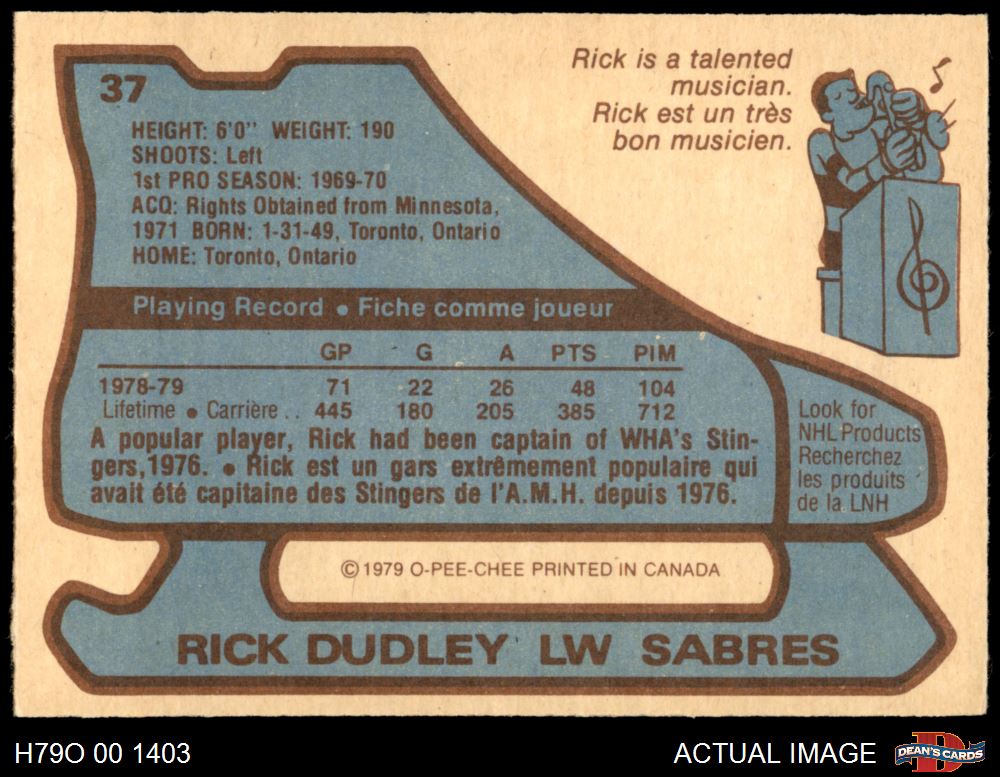 37
Rick is a talented
musician.
Rick est un très
bon musicien.
HEIGHT: 6'0" WEIGHT: 190
SHOOTS: Left
1st PRO SEASON: 1969-70
ACQ: Rights Obtained from Minnesota,
1971 BORN: 1-31-49, Toronto, Ontario
HOME: Toronto, Ontario
Playing Record • Fiche comme joueur
GP G A PTS PIM
1978-79 71 22 26 48 104
Lifetime • Carrière .. 445 180 205 385 712
A popular player, Rick had been captain of WHA's Stin-
gers, 1976. • Rick est un gars extrêmement populaire qui
avait été capitaine des Stingers de l'A.M.H. depuis 1976.
Look for
NHL Products
Recherchez
les produits
de la LNH
© 1979 O-PEE-CHEE PRINTED IN CANADA
RICK DUDLEY LW SABRES
H79O 00 1403
ACTUAL IMAGE
DEAN'S CARDS